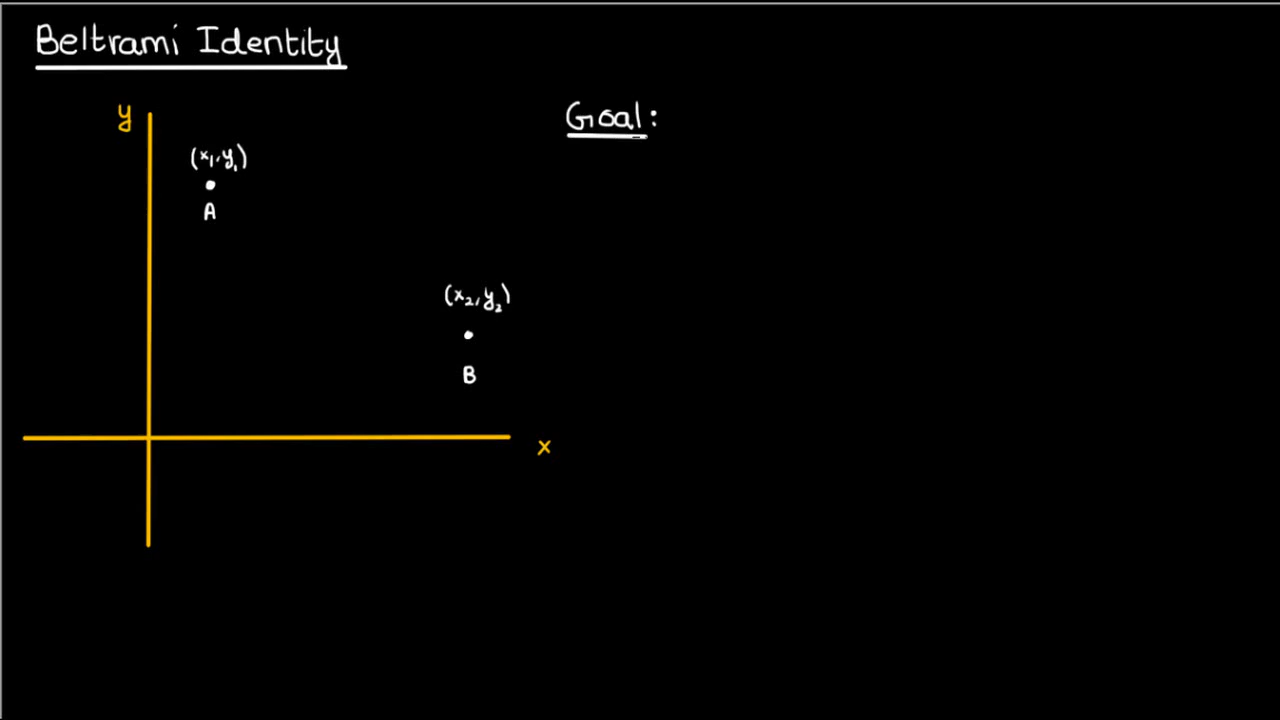 Beltrami Identity
y
Goal:
(x₁,y₁)
A
(x₂,y₂)
B
x